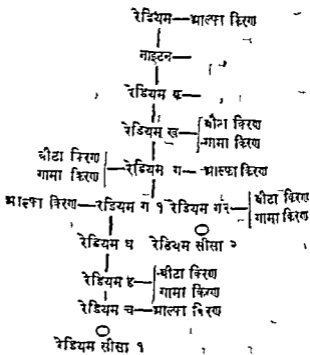 रेडियम—आल्फा किरण
नाइटन—
रेडियम क
रेडियम ख बीटा किरण
गामा किरण
बीटा किरण
गामा किरण रेडियम ग—आल्फा किरण
आल्फा किरण—रेडियम ग १ रेडियम ग२ बीटा किरण
गामा किरण
रेडियम घ रेडियम सीसा २
रेडियम ङ बीटा किरण
गामा किरण
रेडियम च—आल्फा किरण
रेडियम सीसा १